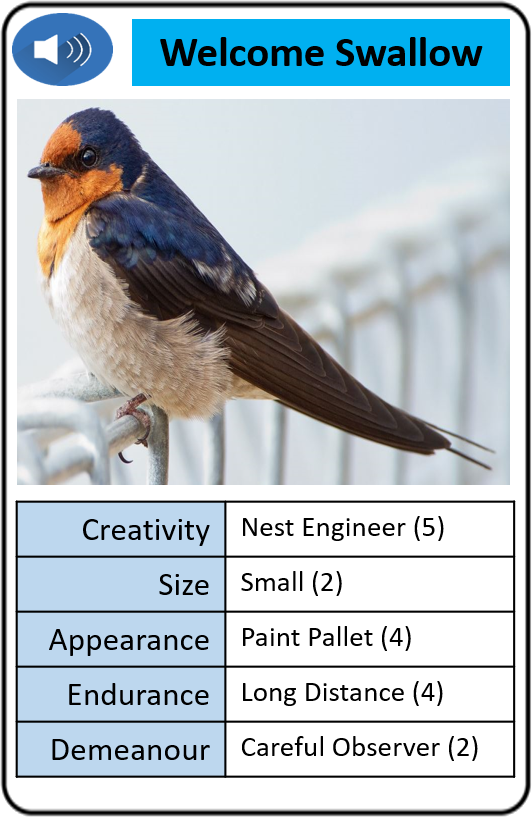 Welcome Swallow
Creativity Nest Engineer (5)
Size Small (2)
Appearance Paint Pallet (4)
Endurance Long Distance (4)
Demeanour Careful Observer (2)